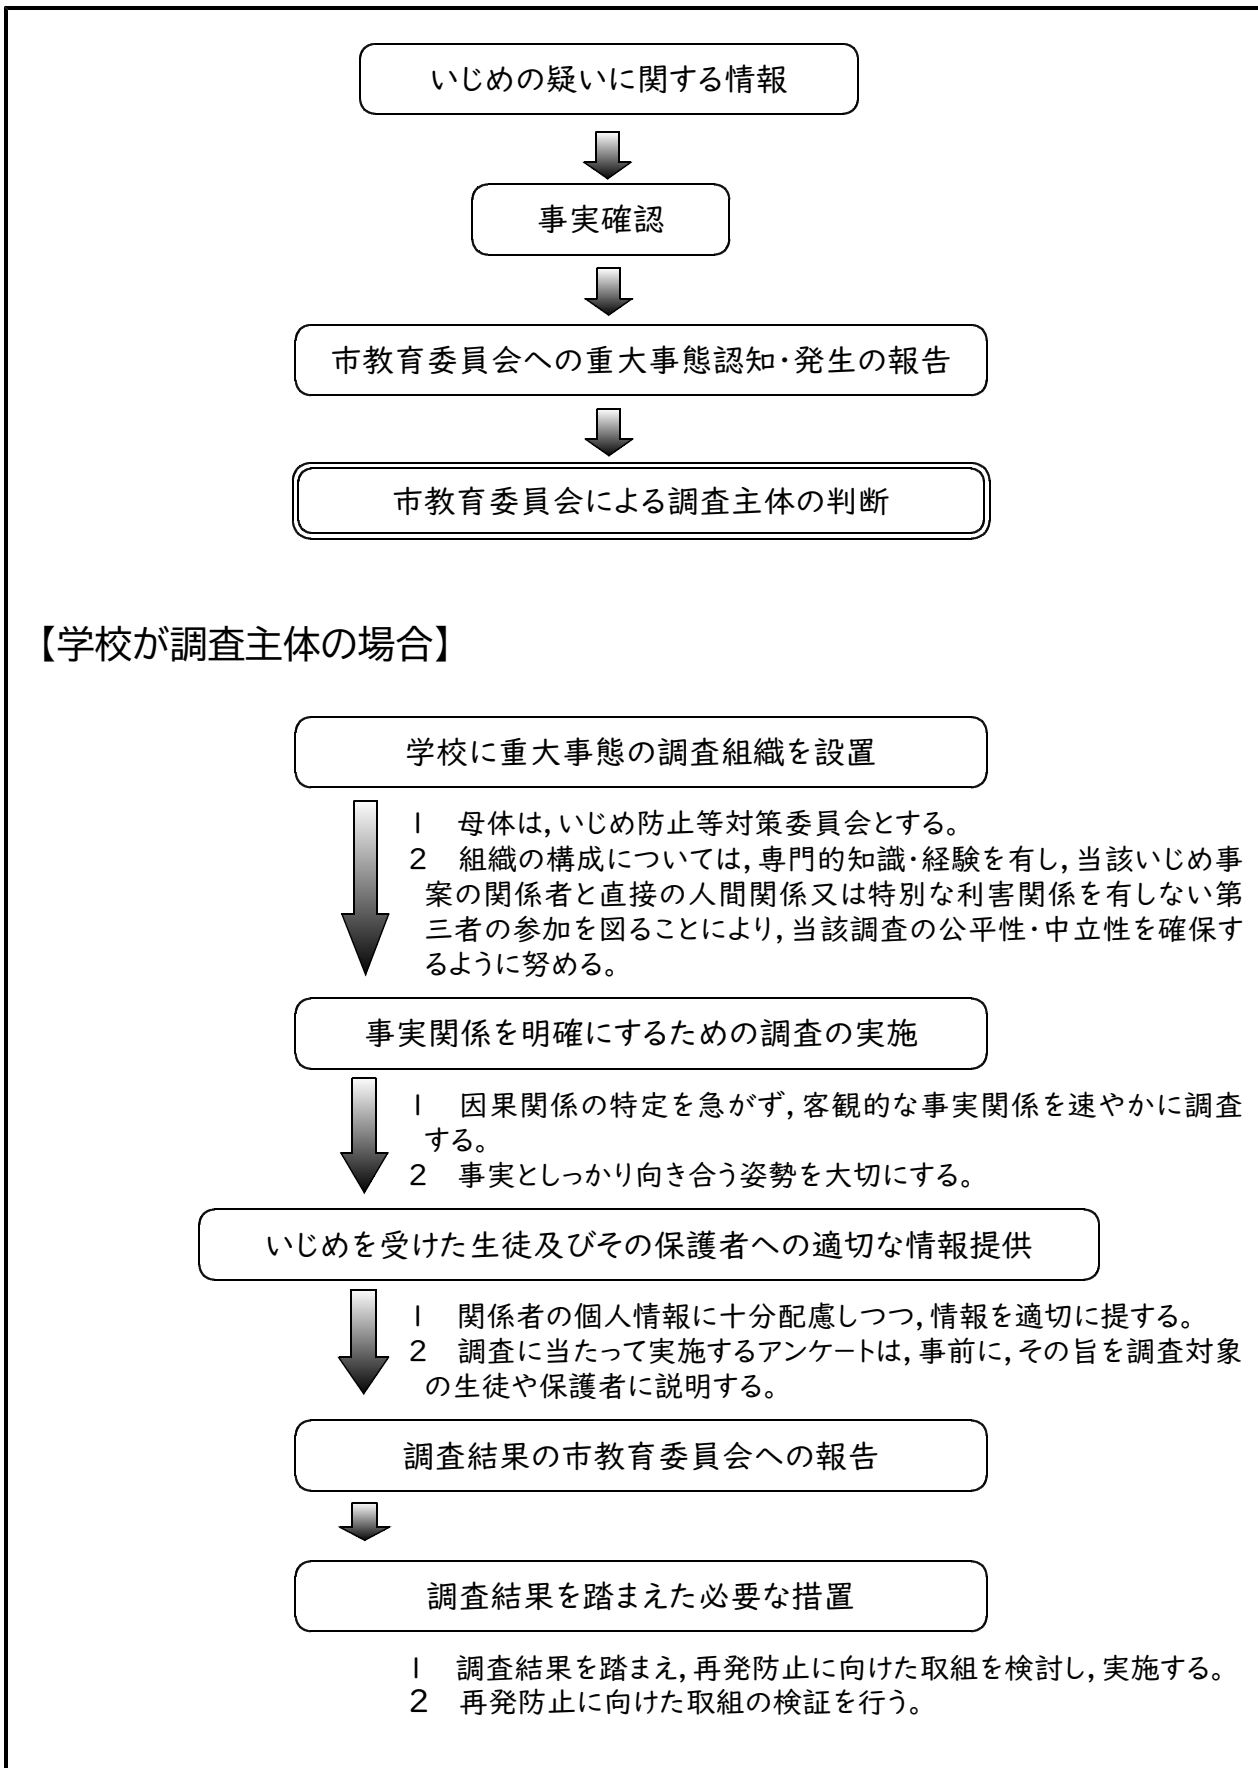 いじめの疑いに関する情報
事実確認
市教育委員会への重大事態認知・発生の報告
市教育委員会による調査主体の判断
【学校が調査主体の場合】
学校に重大事態の調査組織を設置
1 母体は,いじめ防止等対策委員会とする。
2 組織の構成については,専門的知識・経験を有し,当該いじめ事
案の関係者と直接の人間関係又は特別な利害関係を有しない第
三者の参加を図ることにより,当該調査の公平性・中立性を確保す
るように努める。
事実関係を明確にするための調査の実施
1 因果関係の特定を急がず,客観的な事実関係を速やかに調査
する。
2 事実としっかり向き合う姿勢を大切にする。
いじめを受けた生徒及びその保護者への適切な情報提供
1 関係者の個人情報に十分配慮しつつ,情報を適切に提する。
2 調査に当たって実施するアンケートは,事前に,その旨を調査対象
の生徒や保護者に説明する。
調査結果の市教育委員会への報告
調査結果を踏まえた必要な措置
1 調査結果を踏まえ,再発防止に向けた取組を検討し,実施する。
2 再発防止に向けた取組の検証を行う。